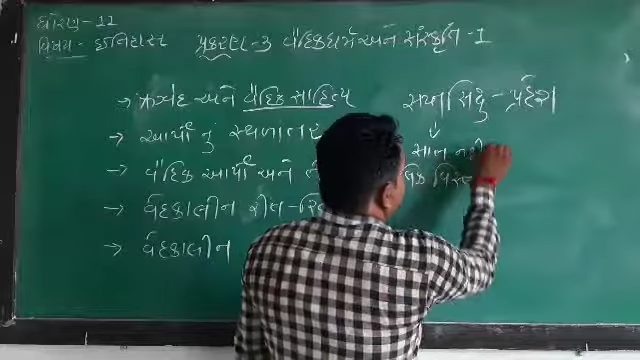 ધોરણ - 11
વિષય - ઇતિહાસ
પ્રકરણ - 3 વૈદિકધર્મ અને સંસ્કૃતિ - I
→ ઋગ્વેદ અને વૈદિક સાહિત્ય
→ આર્યોનું સ્થળાંતર
→ વૈદિક આર્યો અને
→ વેદકાલીન રીત -
→ વેદકાલીન
સપ્તસિંધુ - પ્રદેશ
↓
સાત નદી